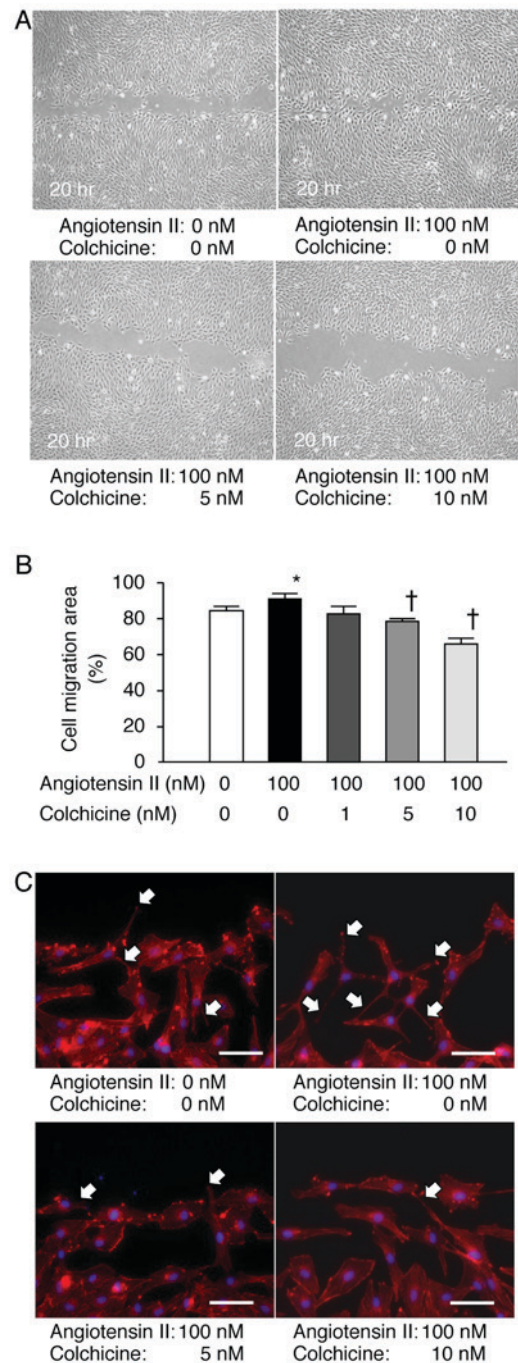 A
20 hr
20 hr
Angiotensin II: 0 nM
Colchicine: 0 nM
Angiotensin II: 100 nM
Colchicine: 0 nM
20 hr
20 hr
Angiotensin II: 100 nM
Colchicine: 5 nM
Angiotensin II: 100 nM
Colchicine: 10 nM
B
Cell migration area
(%)
100
80
60
40
20
0
*
†
†
Angiotensin II (nM) 0 100 100 100 100
Colchicine (nM) 0 0 1 5 10
C
Angiotensin II: 0 nM
Colchicine: 0 nM
Angiotensin II: 100 nM
Colchicine: 0 nM
Angiotensin II: 100 nM
Colchicine: 5 nM
Angiotensin II: 100 nM
Colchicine: 10 nM